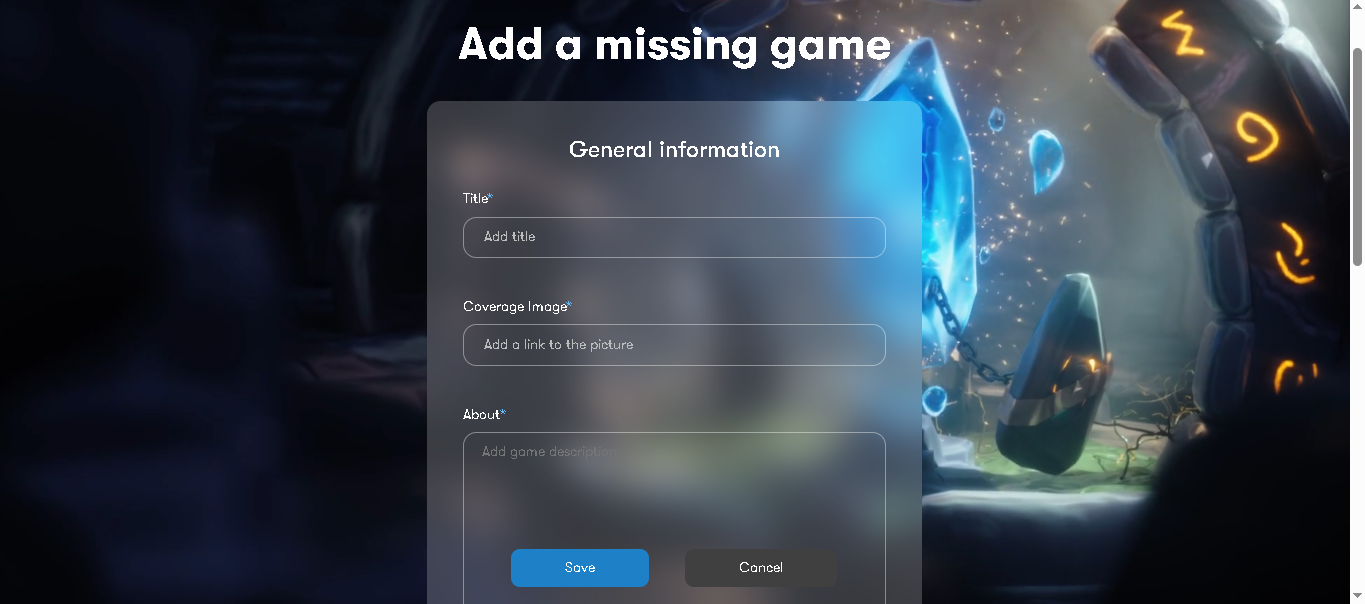 Add a missing game
General information
Title*
Add title
Coverage Image*
Add a link to the picture
About*
Add game description
Save
Cancel